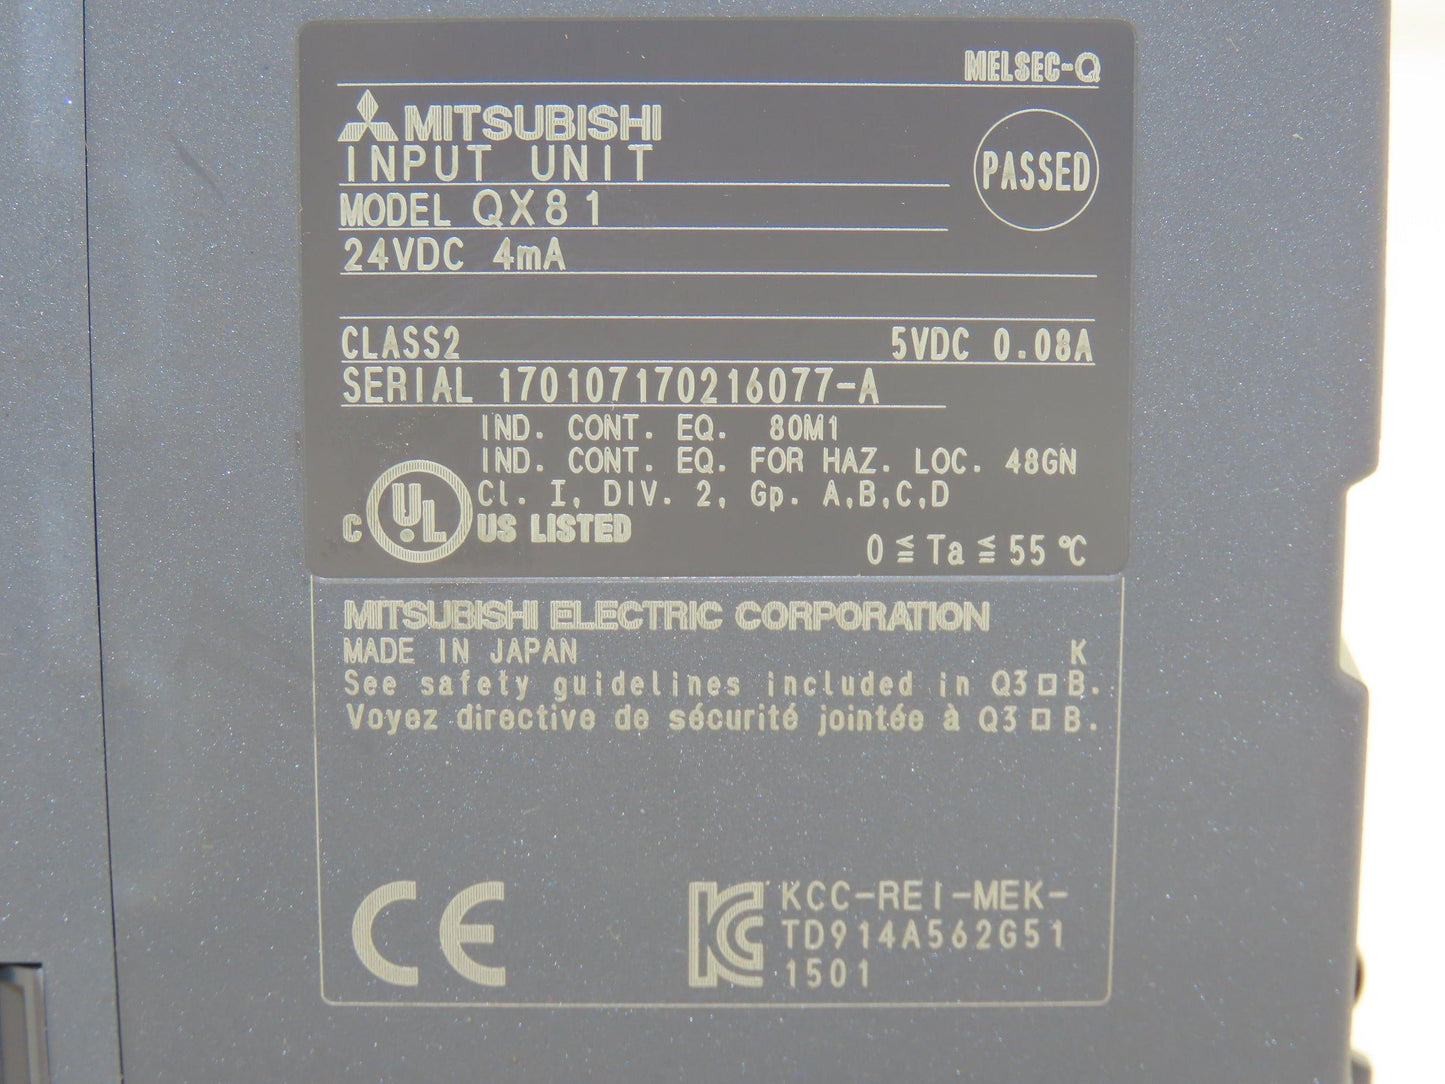 MELSEC-Q
MITSUBISHI
INPUT UNIT
PASSED
MODEL QX81
24VDC 4mA
CLASS2 5VDC 0.08A
SERIAL 170107170216077-A
IND. CONT. EQ. 80M1
IND. CONT. EQ. FOR HAZ. LOC. 48GN
Cl. I, DIV. 2, Gp. A,B,C,D
C UL US LISTED
0 ≦ Ta ≦ 55 ℃
MITSUBISHI ELECTRIC CORPORATION
MADE IN JAPAN K
See safety guidelines included in Q3□B.
Voyez directive de sécurité jointée à Q3□B.
CE
KC KCC-REI-MEK-
TD914A562G51
1501